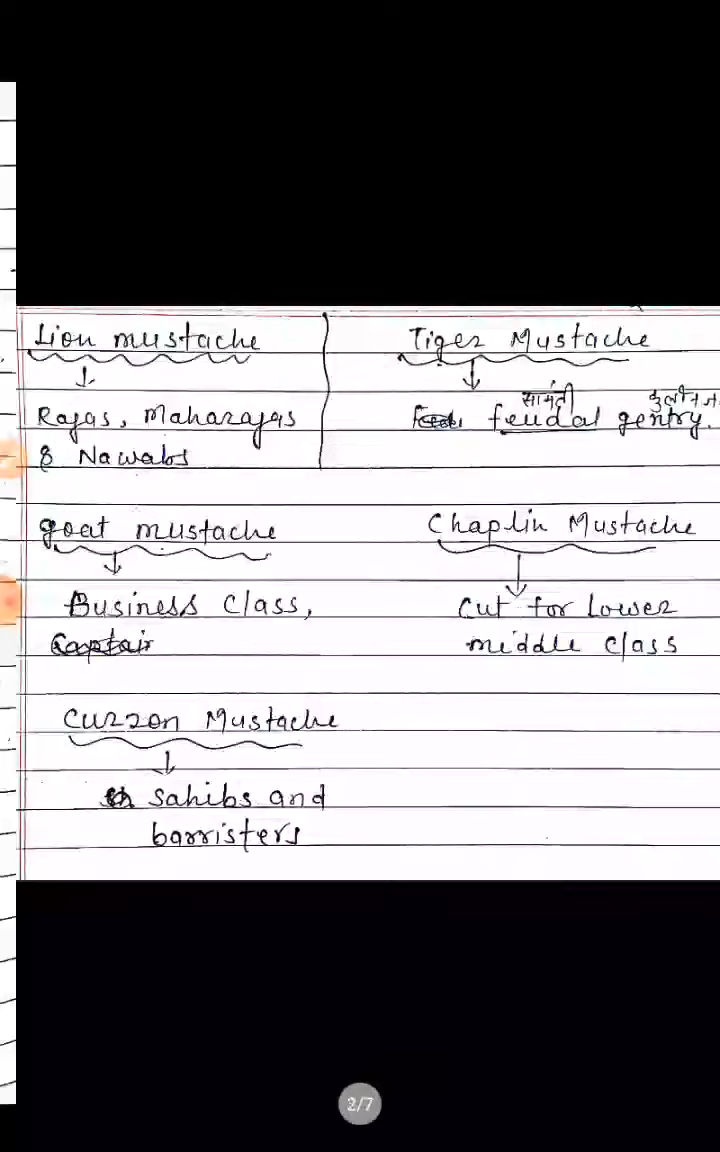 Lion mustache
Rajas, Maharajas
& Nawabs
Tiger Mustache
सामंती
feudal gentry.
goat mustache
Business Class,
Captain
Chaplin Mustache
Cut for Lower
middle class
Curzon Mustache
sahibs and
barristers
2/7